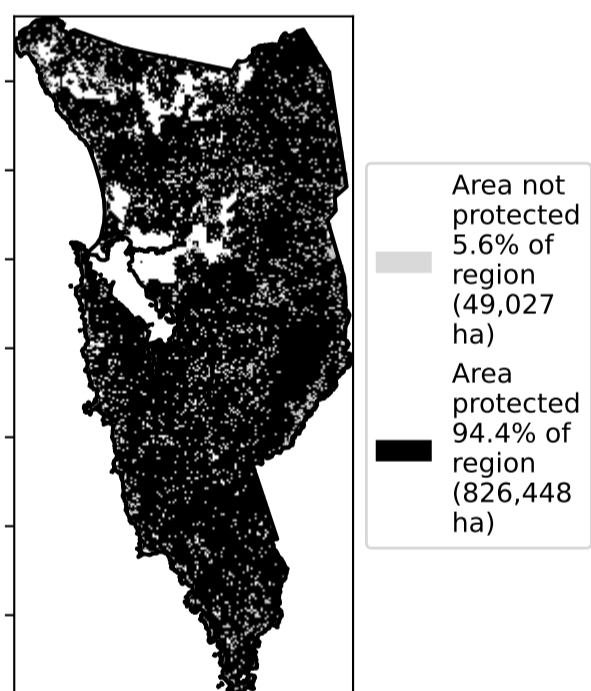 Area not
protected
5.6% of
region
(49,027
ha)
Area
protected
94.4% of
region
(826,448
ha)